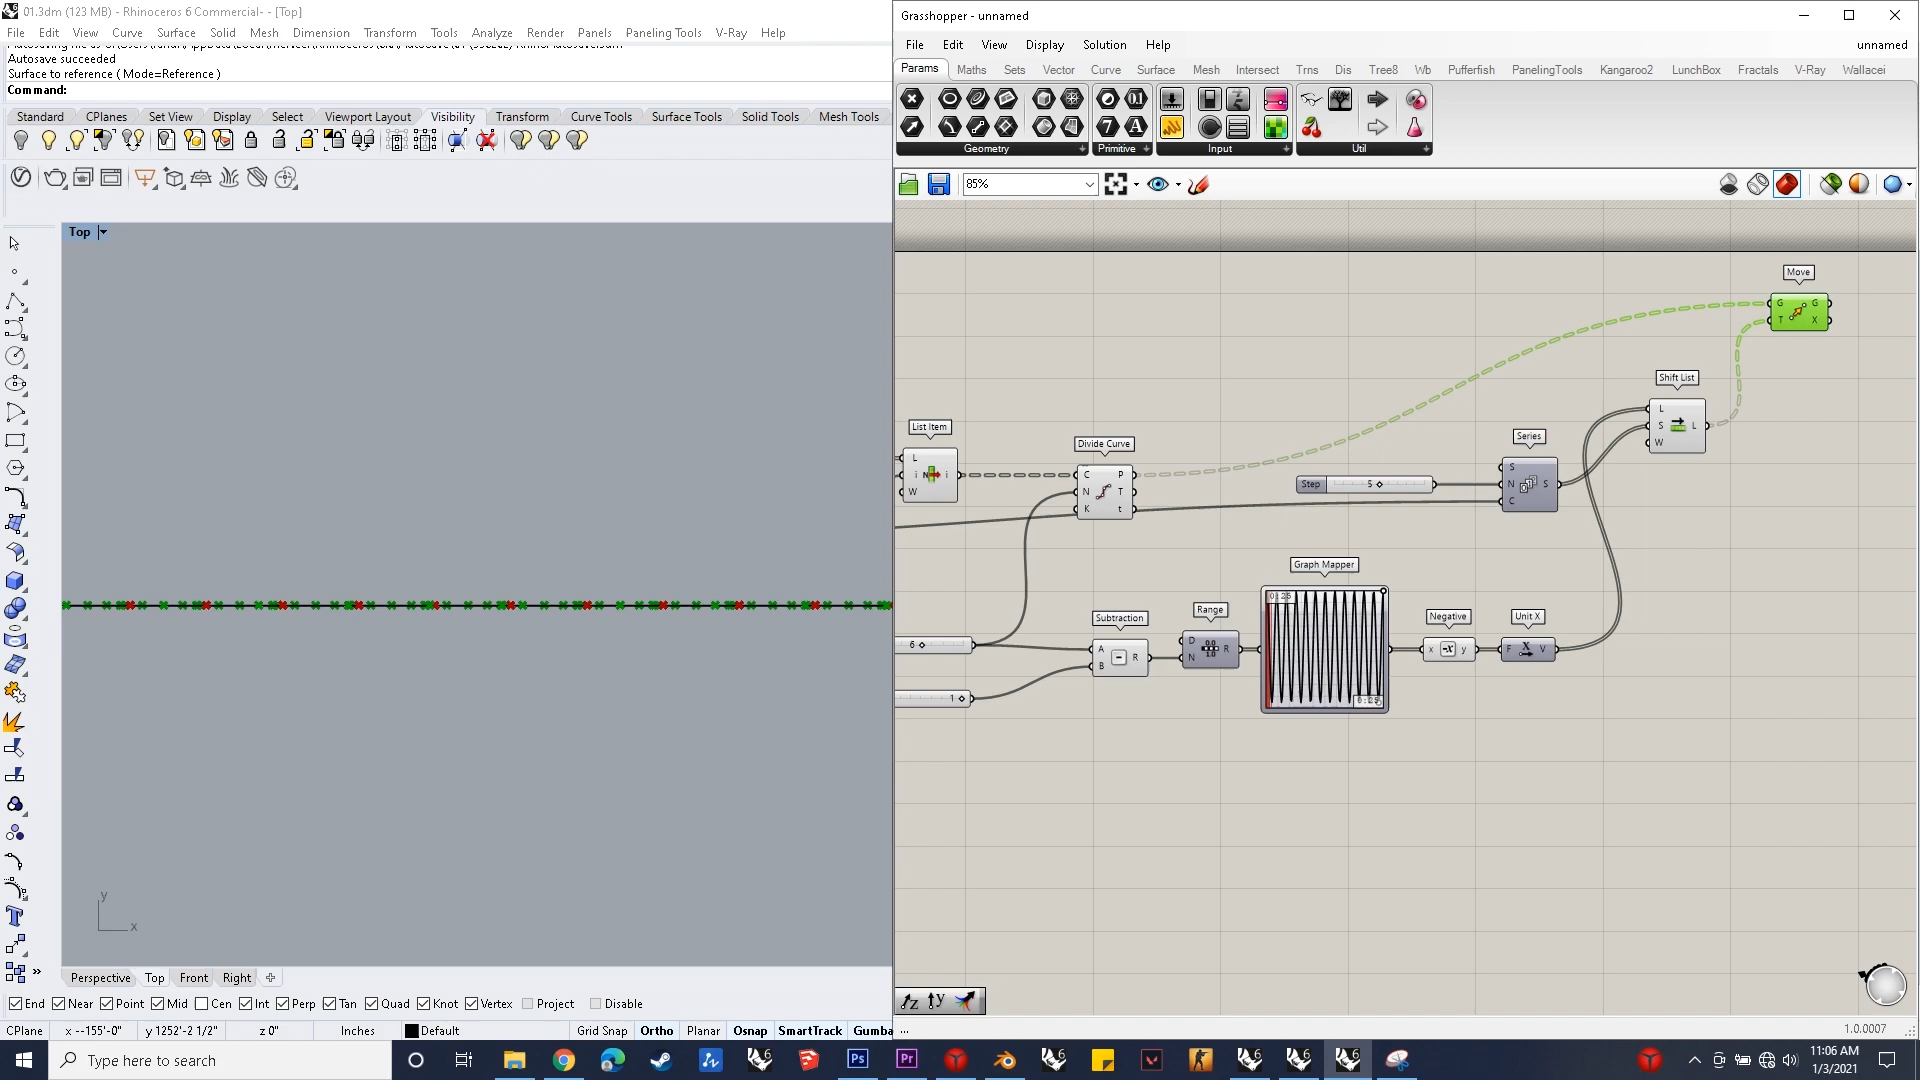 01.3dm (123 MB) - Rhinoceros 6 Commercial- - [Top]
File Edit View Curve Surface Solid Mesh Dimension Transform Tools Analyze Render Panels Paneling Tools V-Ray Help
Autosave succeeded
Surface to reference ( Mode=Reference )
Command:
Standard CPlanes Set View Display Select Viewport Layout Visibility Transform Curve Tools Surface Tools Solid Tools Mesh Tools
Top
y
x
Perspective Top Front Right
End Near Point Mid Cen Int Perp Tan Quad Knot Vertex Project Disable
CPlane x --155'-0" y 1252'-2 1/2" z 0" Inches Default Grid Snap Ortho Planar Osnap SmartTrack Gumba
Grasshopper - unnamed
File Edit View Display Solution Help unnamed
Params Maths Sets Vector Curve Surface Mesh Intersect Trns Dis Tree8 Wb Pufferfish PanelingTools Kangaroo2 LunchBox Fractals V-Ray Wallacei
Geometry Primitive Input Util
85%
Move
G G
T X
Shift List
L
S L
W
Series
S
N S
C
Step 5
List Item
L
i N i
W
Divide Curve
C P
N T
K t
Graph Mapper
Subtraction
A
B R
Range
D
N R
Negative
x -x y
Unit X
F X V
6
1
z y
...
1.0.0007
Type here to search
11:06 AM
1/3/2021